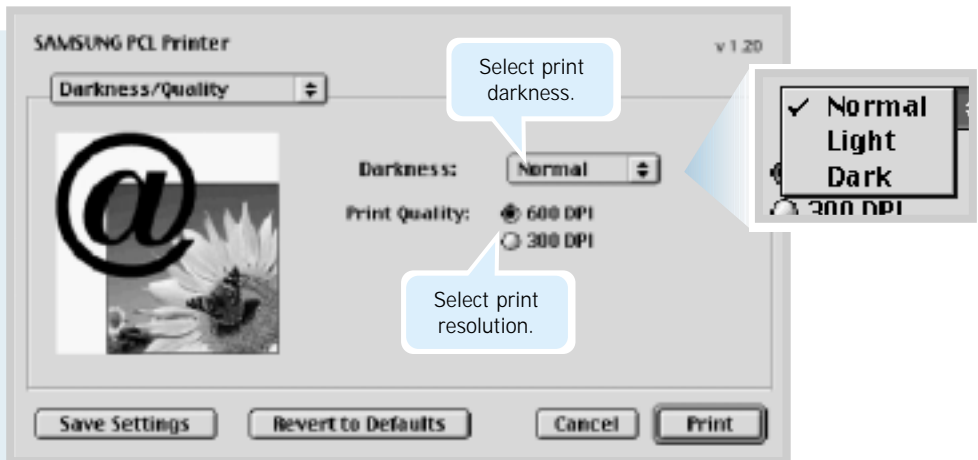 SAMSUNG PCL Printer
v 1.20
Darkness/Quality
Select print
darkness.
Darkness:
Normal
Print Quality:
600 DPI
300 DPI
Select print
resolution.
Normal
Light
Dark
300 DPI
@
Save Settings
Revert to Defaults
Cancel
Print